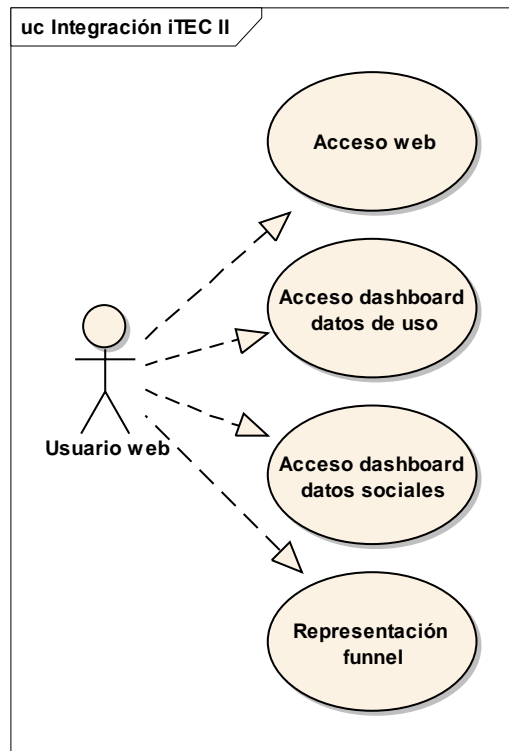 uc Integración iTEC II
Acceso web
Acceso dashboard
datos de uso
Usuario web
Acceso dashboard
datos sociales
Representación
funnel